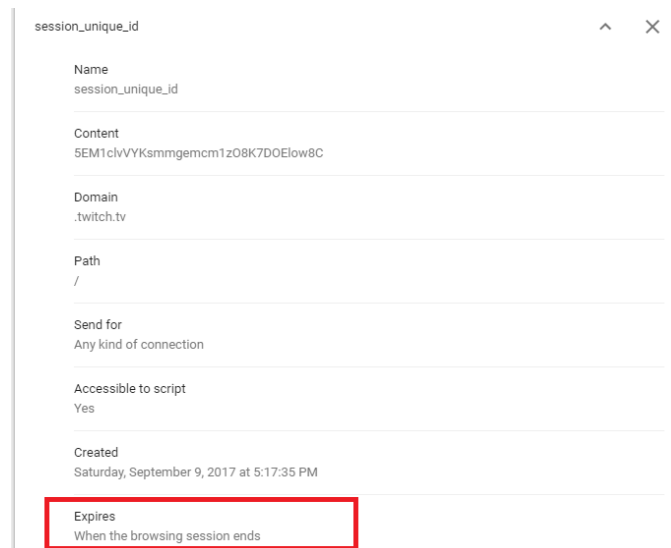 session_unique_id
Name
session_unique_id
Content
5EM1clvVYKsmmgemcm1zO8K7DOElow8C
Domain
.twitch.tv
Path
/
Send for
Any kind of connection
Accessible to script
Yes
Created
Saturday, September 9, 2017 at 5:17:35 PM
Expires
When the browsing session ends